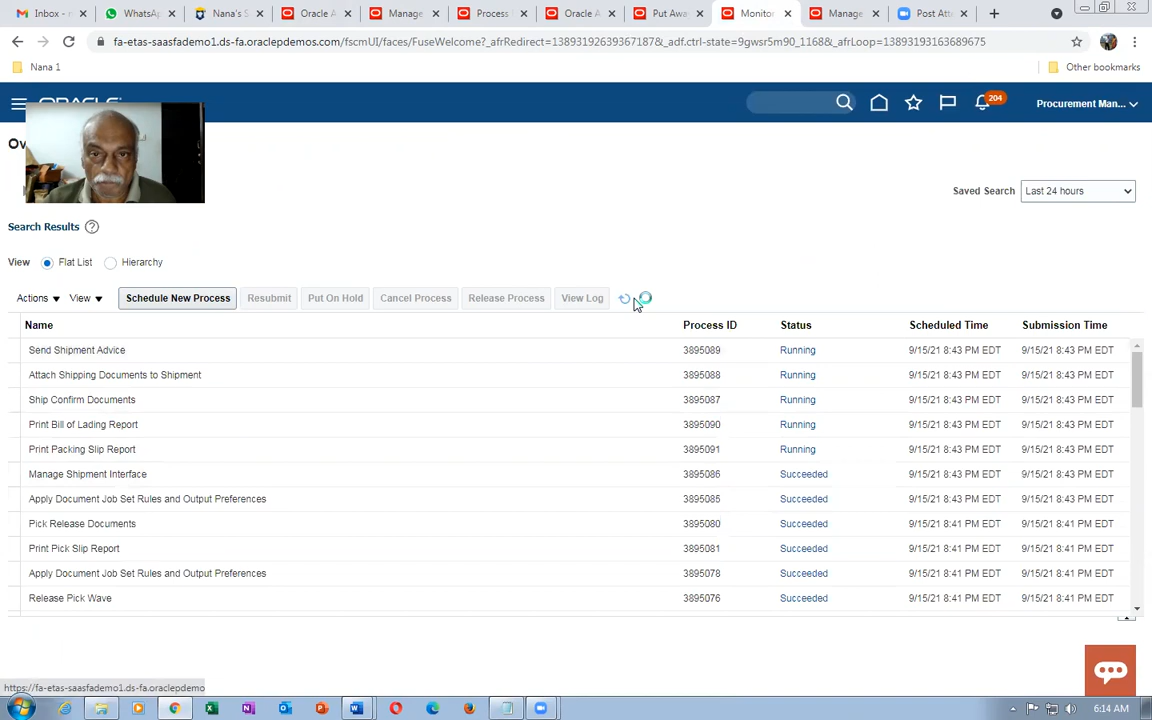 Inbox - n
WhatsAp
Nana's S
Oracle A
Manage
Process
Oracle A
Put Awa
Monitor
Manage
Post Att
fa-etas-saasfademo1.ds-fa.oraclepdemos.com/fscmUI/faces/FuseWelcome?_afrRedirect=138931926393671​87&_adf.ctrl-state=9gwsr5m90_1168&_afrLoop=13893193163689675
Nana 1
Other bookmarks
ORACLE
204
Procurement Man...
Ov
Saved Search Last 24 hours
Search Results
View Flat List Hierarchy
Actions View Schedule New Process Resubmit Put On Hold Cancel Process Release Process View Log
Name Process ID Status Scheduled Time Submission Time
Send Shipment Advice 3895089 Running 9/15/21 8:43 PM EDT 9/15/21 8:43 PM EDT
Attach Shipping Documents to Shipment 3895088 Running 9/15/21 8:43 PM EDT 9/15/21 8:43 PM EDT
Ship Confirm Documents 3895087 Running 9/15/21 8:43 PM EDT 9/15/21 8:43 PM EDT
Print Bill of Lading Report 3895090 Running 9/15/21 8:43 PM EDT 9/15/21 8:43 PM EDT
Print Packing Slip Report 3895091 Running 9/15/21 8:43 PM EDT 9/15/21 8:43 PM EDT
Manage Shipment Interface 3895086 Succeeded 9/15/21 8:43 PM EDT 9/15/21 8:43 PM EDT
Apply Document Job Set Rules and Output Preferences 3895085 Succeeded 9/15/21 8:43 PM EDT 9/15/21 8:43 PM EDT
Pick Release Documents 3895080 Succeeded 9/15/21 8:41 PM EDT 9/15/21 8:41 PM EDT
Print Pick Slip Report 3895081 Succeeded 9/15/21 8:41 PM EDT 9/15/21 8:41 PM EDT
Apply Document Job Set Rules and Output Preferences 3895078 Succeeded 9/15/21 8:41 PM EDT 9/15/21 8:41 PM EDT
Release Pick Wave 3895076 Succeeded 9/15/21 8:41 PM EDT 9/15/21 8:41 PM EDT
https://fa-etas-saasfademo1.ds-fa.oraclepdemo
6:14 AM